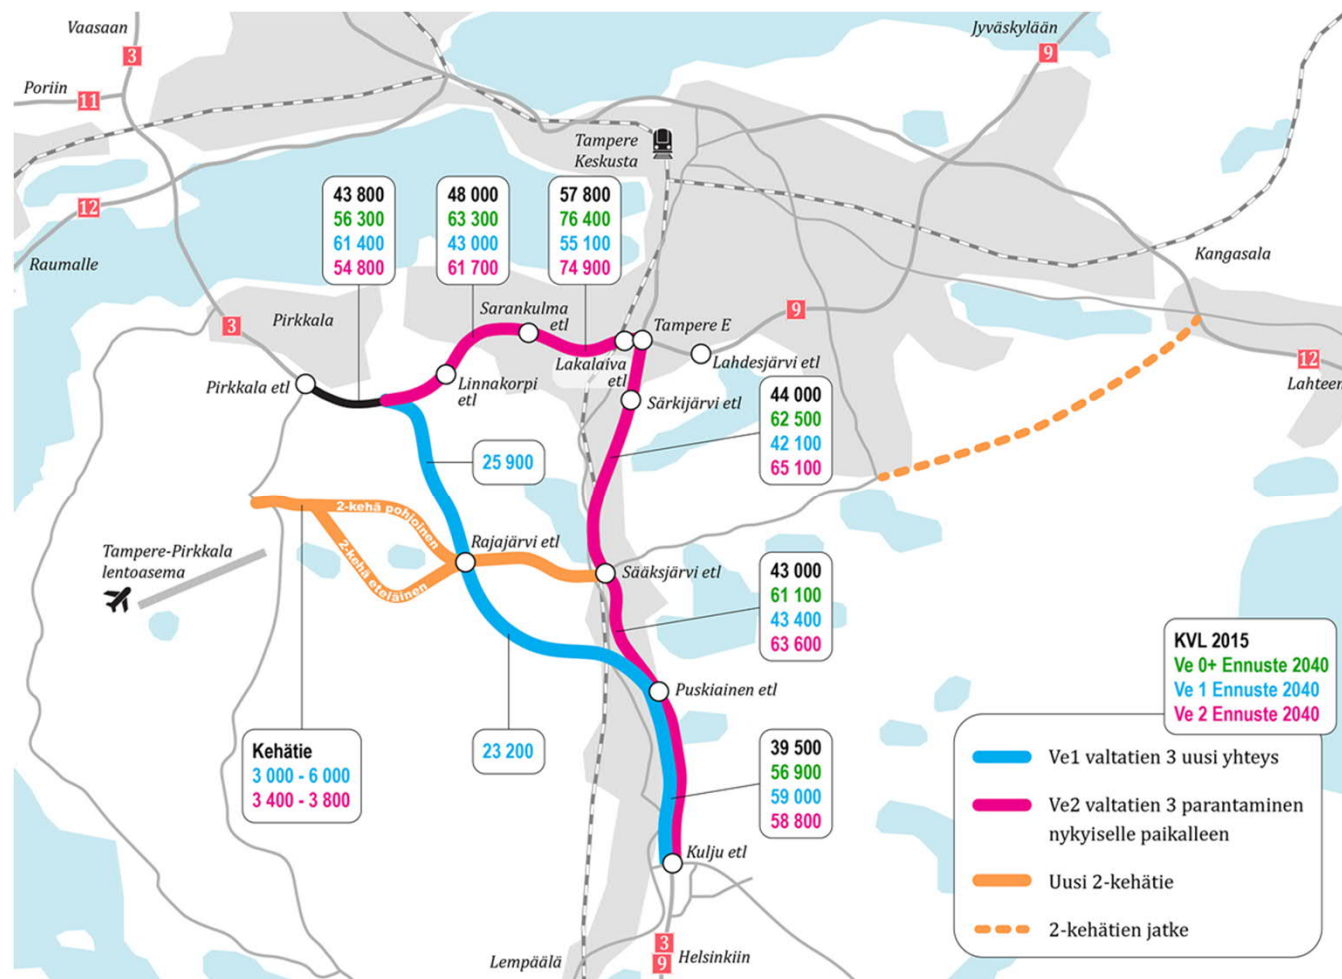 Vaasaan
3
Jyväskylään
9
Poriin
11
Tampere
Keskusta
43 800
56 300
61 400
54 800
48 000
63 300
43 000
61 700
57 800
76 400
55 100
74 900
12
Raumalle
Kangasala
3
Pirkkala
Sarankulma
etl
Tampere E
9
Lakalaiva
etl
Lahdesjärvi etl
12
Lahteen
Pirkkala etl
Linnakorpi
etl
Särkijärvi etl
44 000
62 500
42 100
65 100
25 900
2-kehä pohjoinen
2-kehä eteläinen
Rajajärvi etl
Sääksjärvi etl
Tampere-Pirkkala
lentoasema
43 000
61 100
43 400
63 600
KVL 2015
Ve 0+ Ennuste 2040
Ve 1 Ennuste 2040
Ve 2 Ennuste 2040
Puskiainen etl
Kehätie
3 000 - 6 000
3 400 - 3 800
23 200
39 500
56 900
59 000
58 800
Ve1 valtatien 3 uusi yhteys
Ve2 valtatien 3 parantaminen
nykyiselle paikalleen
Kulju etl
Uusi 2-kehätie
2-kehätien jatke
3
9
Helsinkiin
Lempäälä